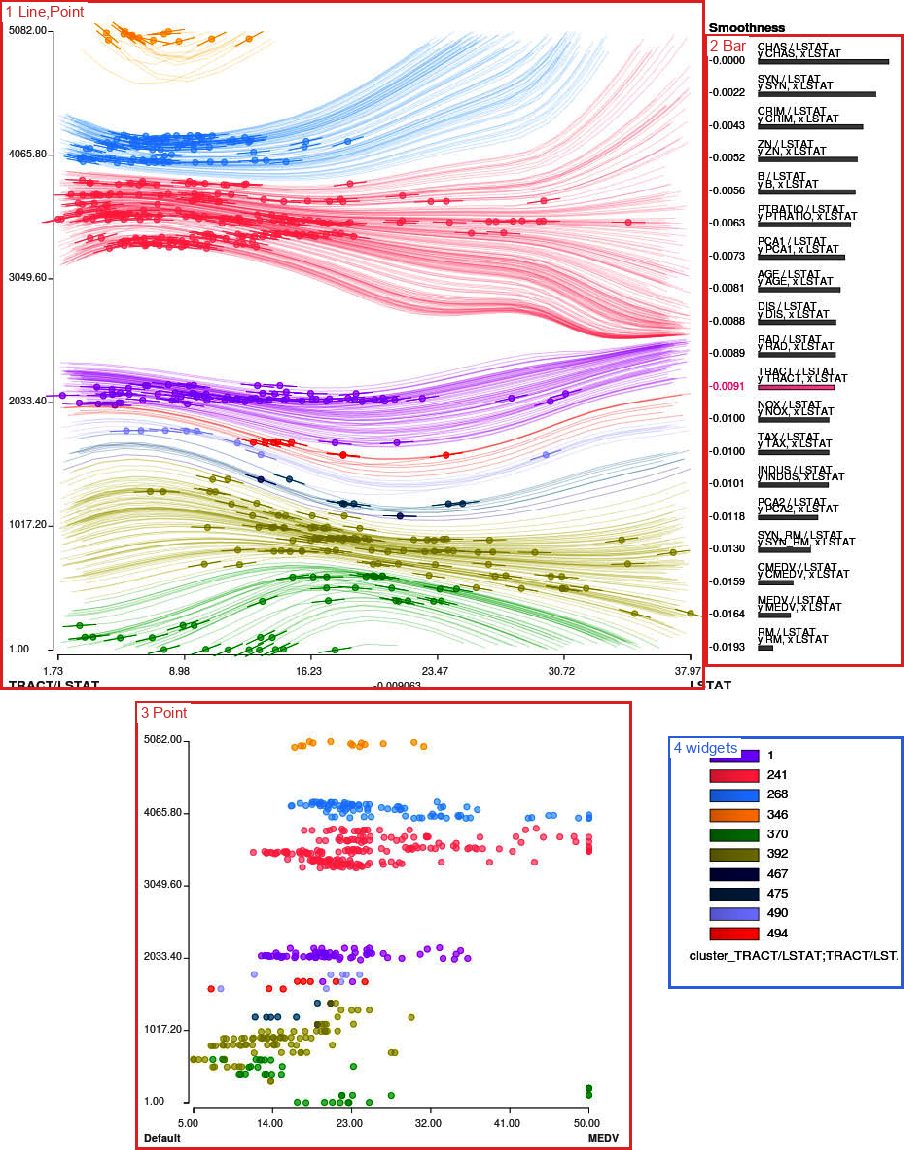 1 Line,Point
5082.00
4065.80
3049.60
2033.40
1017.20
1.00
1.73
8.98
16.23
23.47
30.72
37.97
TRACT/LSTAT
-0.009063
LSTAT
Smoothness
2 Bar
CHAS / LSTAT
y CHAS, x LSTAT
-0.0000
SYN / LSTAT
y SYN, x LSTAT
-0.0022
CRIM / LSTAT
y CRIM, x LSTAT
-0.0043
ZN / LSTAT
y ZN, x LSTAT
-0.0052
B / LSTAT
y B, x LSTAT
-0.0056
PTRATIO / LSTAT
y PTRATIO, x LSTAT
-0.0063
PCA1 / LSTAT
y PCA1, x LSTAT
-0.0073
AGE / LSTAT
y AGE, x LSTAT
-0.0081
DIS / LSTAT
y DIS, x LSTAT
-0.0088
RAD / LSTAT
y RAD, x LSTAT
-0.0089
TRACT / LSTAT
y TRACT, x LSTAT
-0.0091
NOX / LSTAT
y NOX, x LSTAT
-0.0100
TAX / LSTAT
y TAX, x LSTAT
-0.0100
INDUS / LSTAT
y INDUS, x LSTAT
-0.0101
PCA2 / LSTAT
y PCA2, x LSTAT
-0.0118
SYN_RM / LSTAT
y SYN_RM, x LSTAT
-0.0130
CMEDV / LSTAT
y CMEDV, x LSTAT
-0.0159
MEDV / LSTAT
y MEDV, x LSTAT
-0.0164
RM / LSTAT
y RM, x LSTAT
-0.0193
3 Point
5082.00
4065.80
3049.60
2033.40
1017.20
1.00
5.00
14.00
23.00
32.00
41.00
50.00
Default
MEDV
4 widgets
1
241
268
346
370
392
467
475
490
494
cluster_TRACT/LSTAT;TRACT/LST.